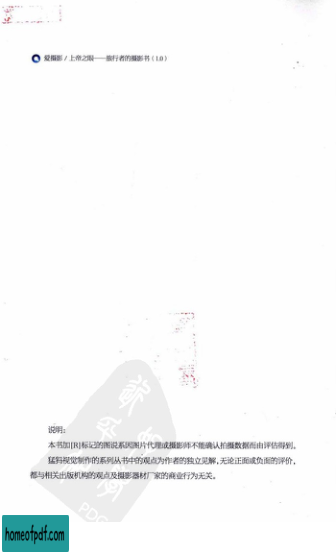 爱摄影 / 上帝之眼——旅行者的摄影书（1.0）
说明：
本书加[R]标记的图说系因图片代理或摄影师不能确认拍摄数据而由评估得到。
猛犸视觉制作的系列丛书中的观点为作者的独立见解，无论正面或负面的评价，
都与相关出版机构的观点及摄影器材厂家的商业行为无关。
PDG
homeofpdf.com